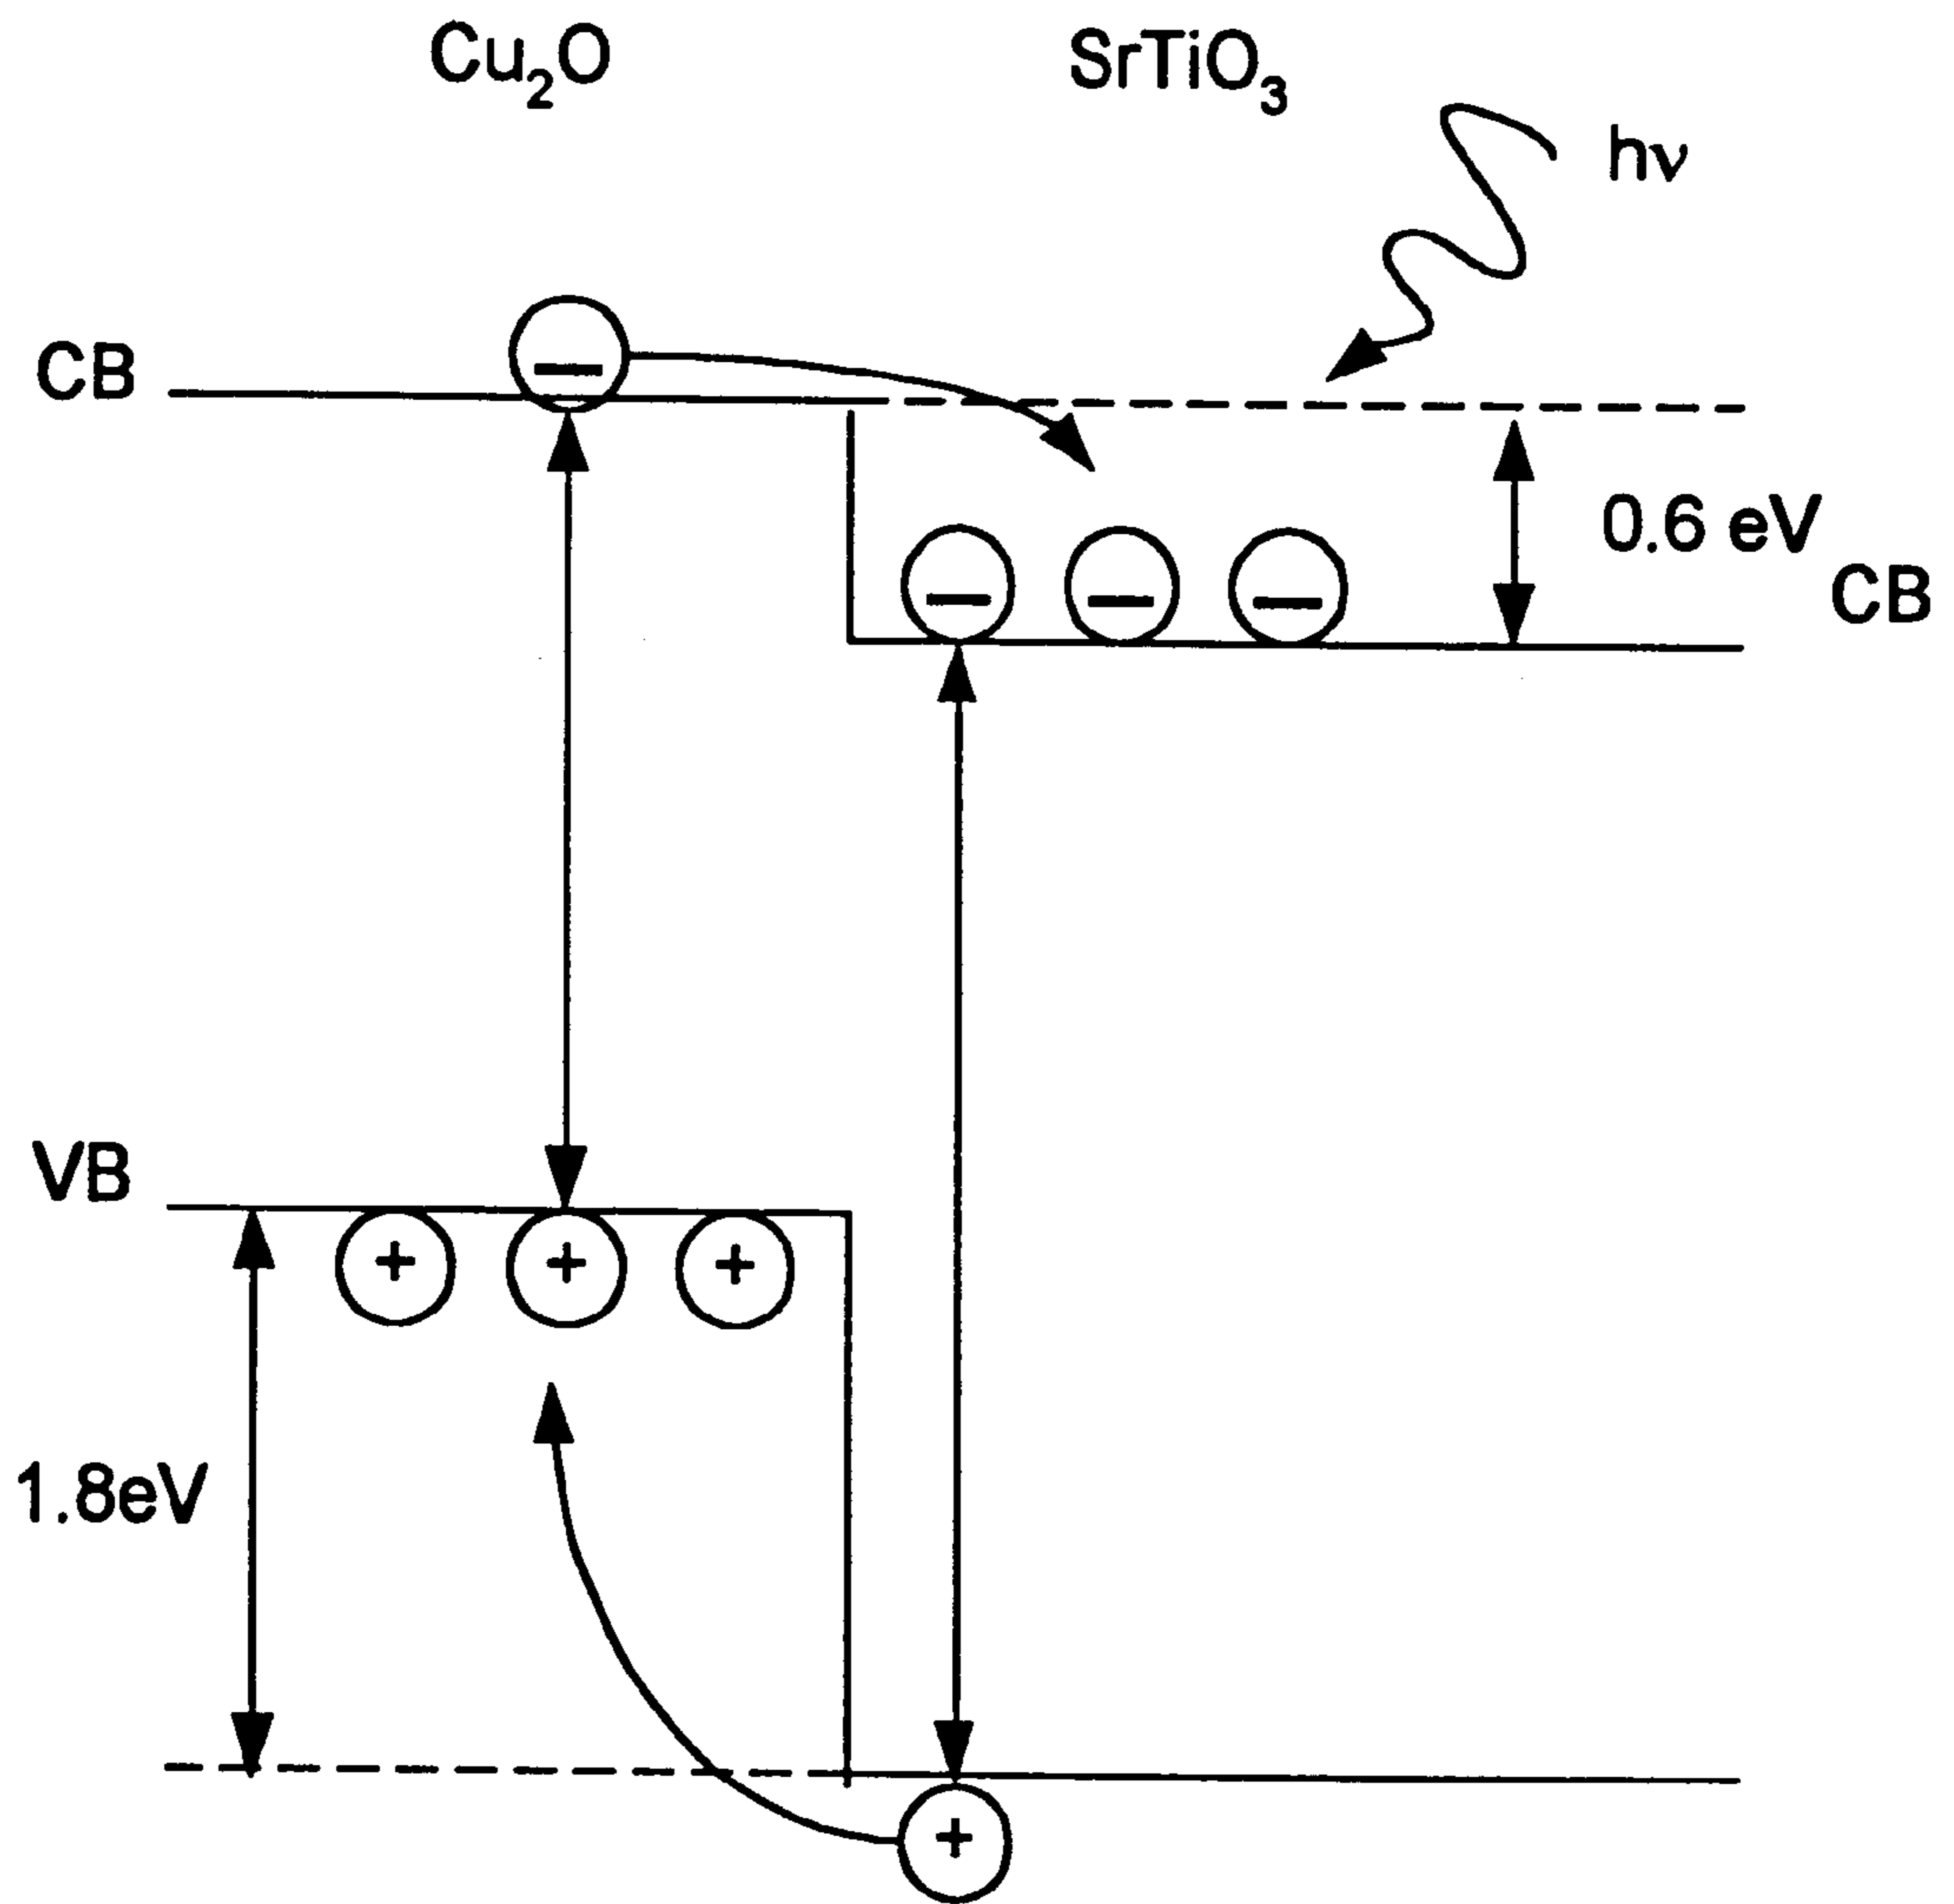 Cu₂O
SrTiO₃
hν
CB
0.6 eV
CB
VB
1.8eV